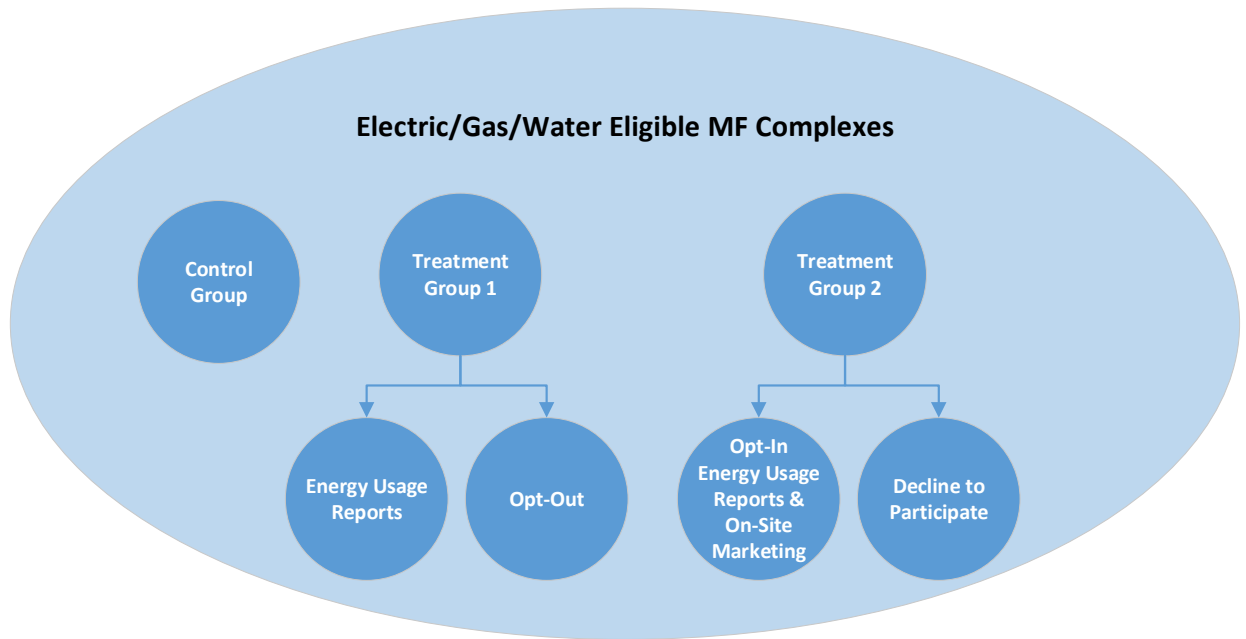 Electric/Gas/Water Eligible MF Complexes
Control
Group
Treatment
Group 1
Treatment
Group 2
Energy Usage
Reports
Opt-Out
Opt-In
Energy Usage
Reports &
On-Site
Marketing
Decline to
Participate